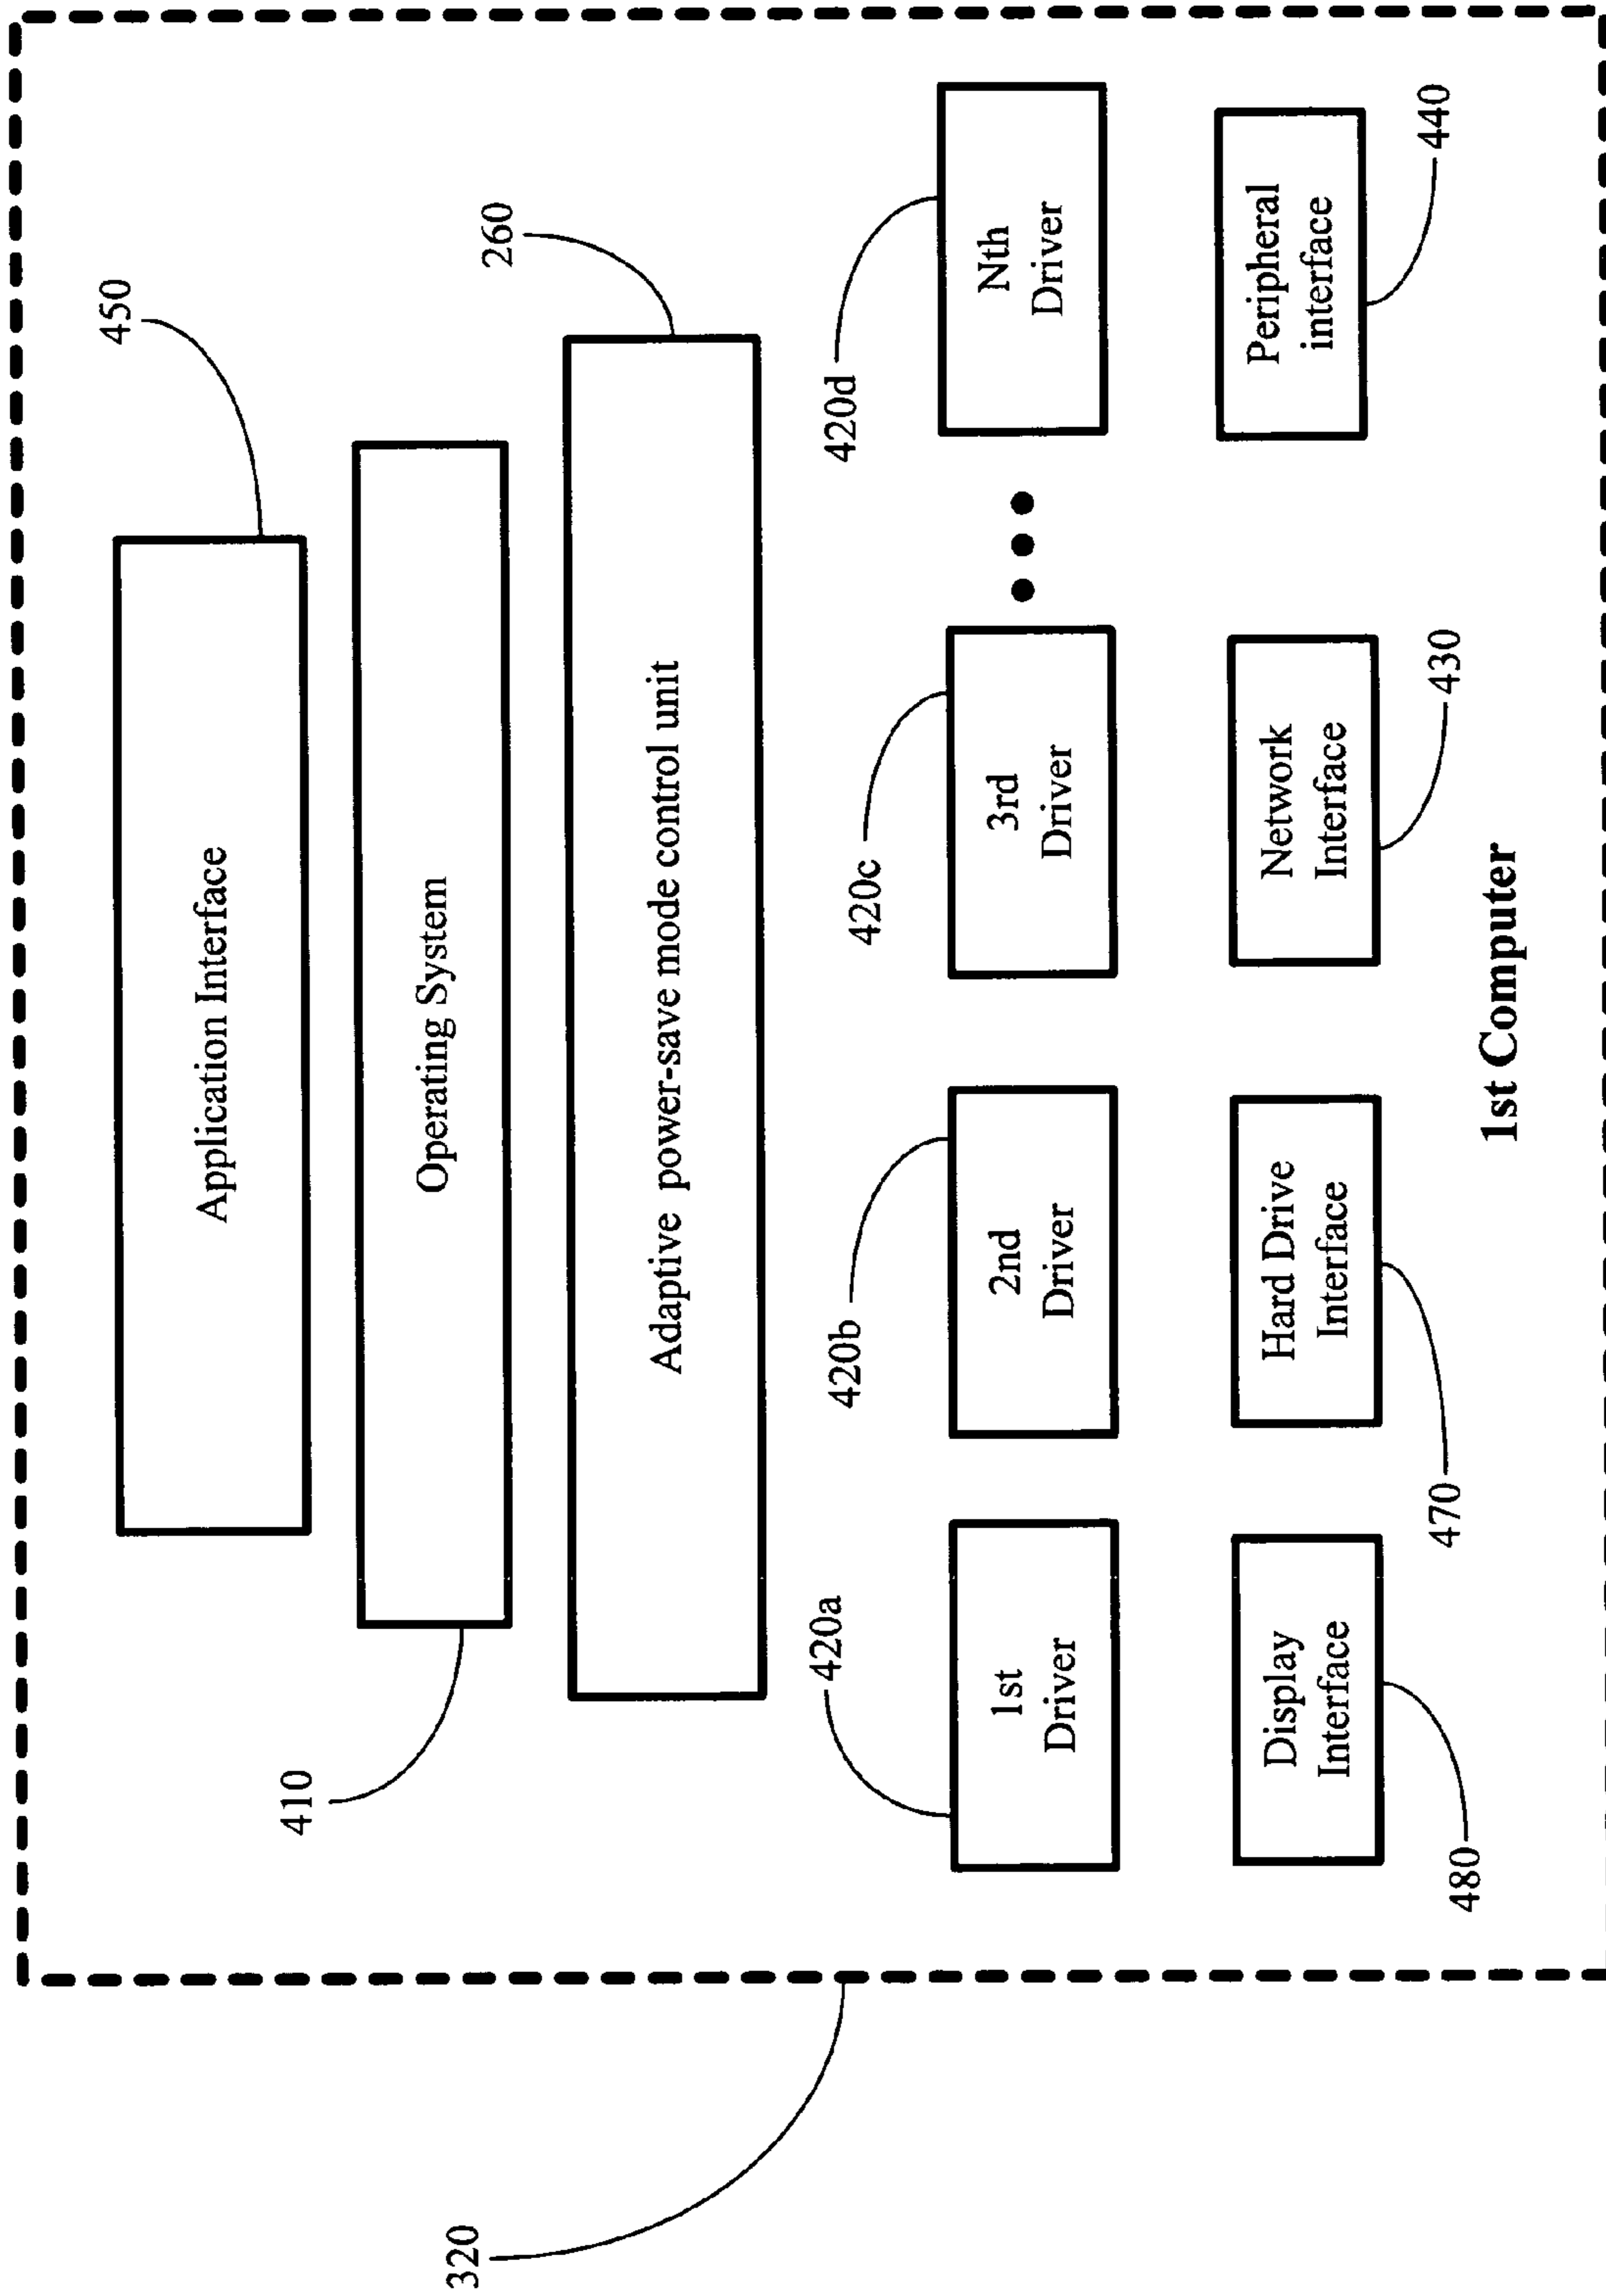 450
Application Interface
Operating System
410
260
Adaptive power-save mode control unit
420a
420b
420c
420d
1st
Driver
2nd
Driver
3rd
Driver
Nth
Driver
Display
Interface
Hard Drive
Interface
Network
Interface
Peripheral
interface
480
470
430
440
1st Computer
320